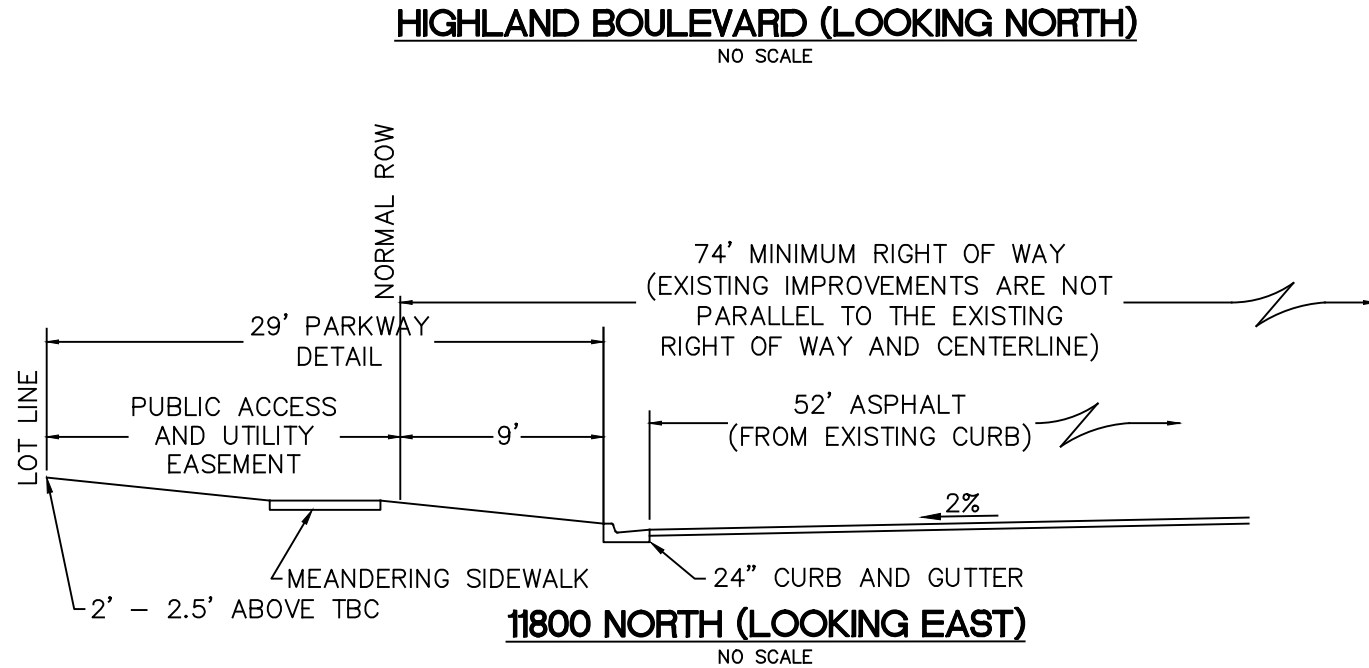 HIGHLAND BOULEVARD (LOOKING NORTH)
NO SCALE
NORMAL ROW
74' MINIMUM RIGHT OF WAY
(EXISTING IMPROVEMENTS ARE NOT
PARALLEL TO THE EXISTING
RIGHT OF WAY AND CENTERLINE)
29' PARKWAY
DETAIL
LOT LINE
PUBLIC ACCESS
AND UTILITY
EASEMENT
9'
52' ASPHALT
(FROM EXISTING CURB)
2%
MEANDERING SIDEWALK
24" CURB AND GUTTER
2' - 2.5' ABOVE TBC
11800 NORTH (LOOKING EAST)
NO SCALE